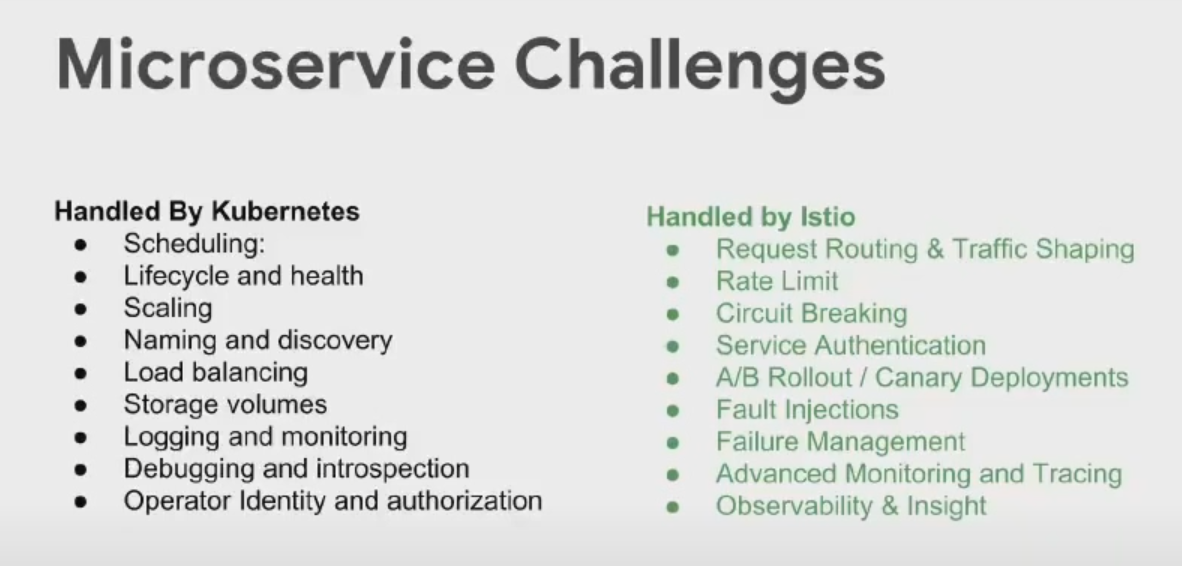 Microservice Challenges
Handled By Kubernetes
● Scheduling:
● Lifecycle and health
● Scaling
● Naming and discovery
● Load balancing
● Storage volumes
● Logging and monitoring
● Debugging and introspection
● Operator Identity and authorization
Handled by Istio
● Request Routing & Traffic Shaping
● Rate Limit
● Circuit Breaking
● Service Authentication
● A/B Rollout / Canary Deployments
● Fault Injections
● Failure Management
● Advanced Monitoring and Tracing
● Observability & Insight